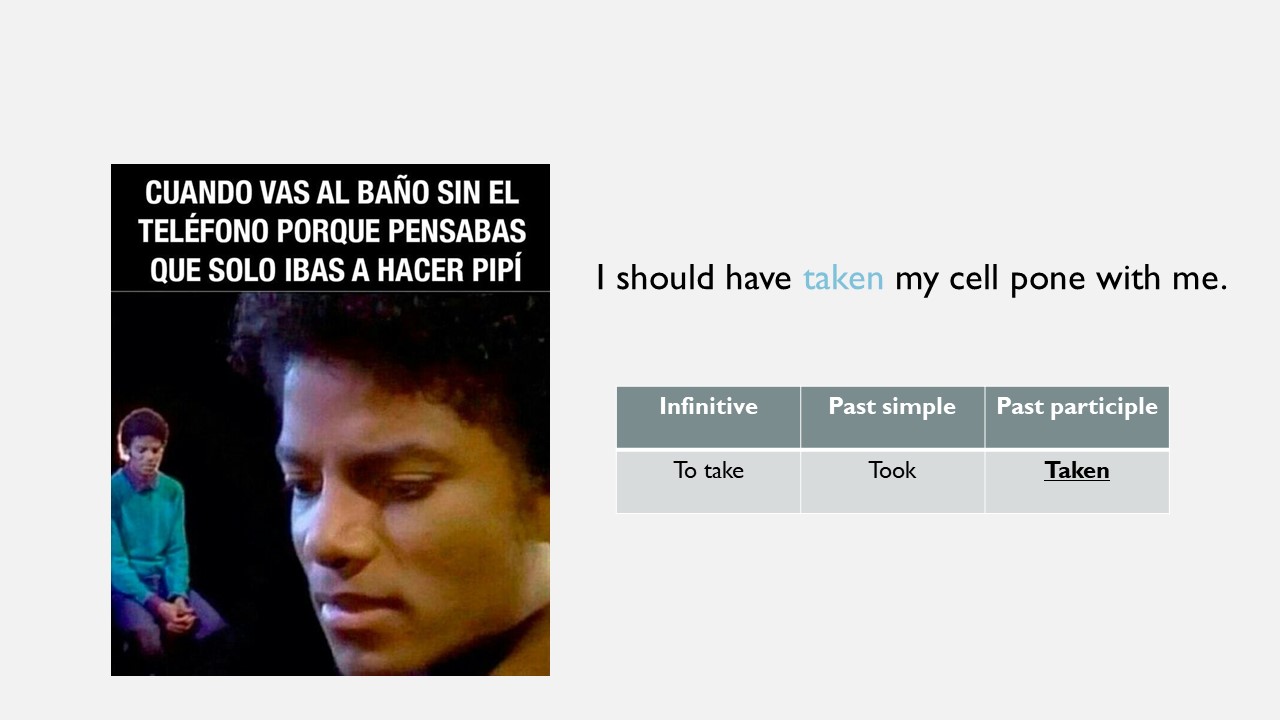 CUANDO VAS AL BAÑO SIN EL
TELÉFONO PORQUE PENSABAS
QUE SOLO IBAS A HACER PIPÍ
I should have taken my cell pone with me.
Infinitive Past simple Past participle
To take Took Taken